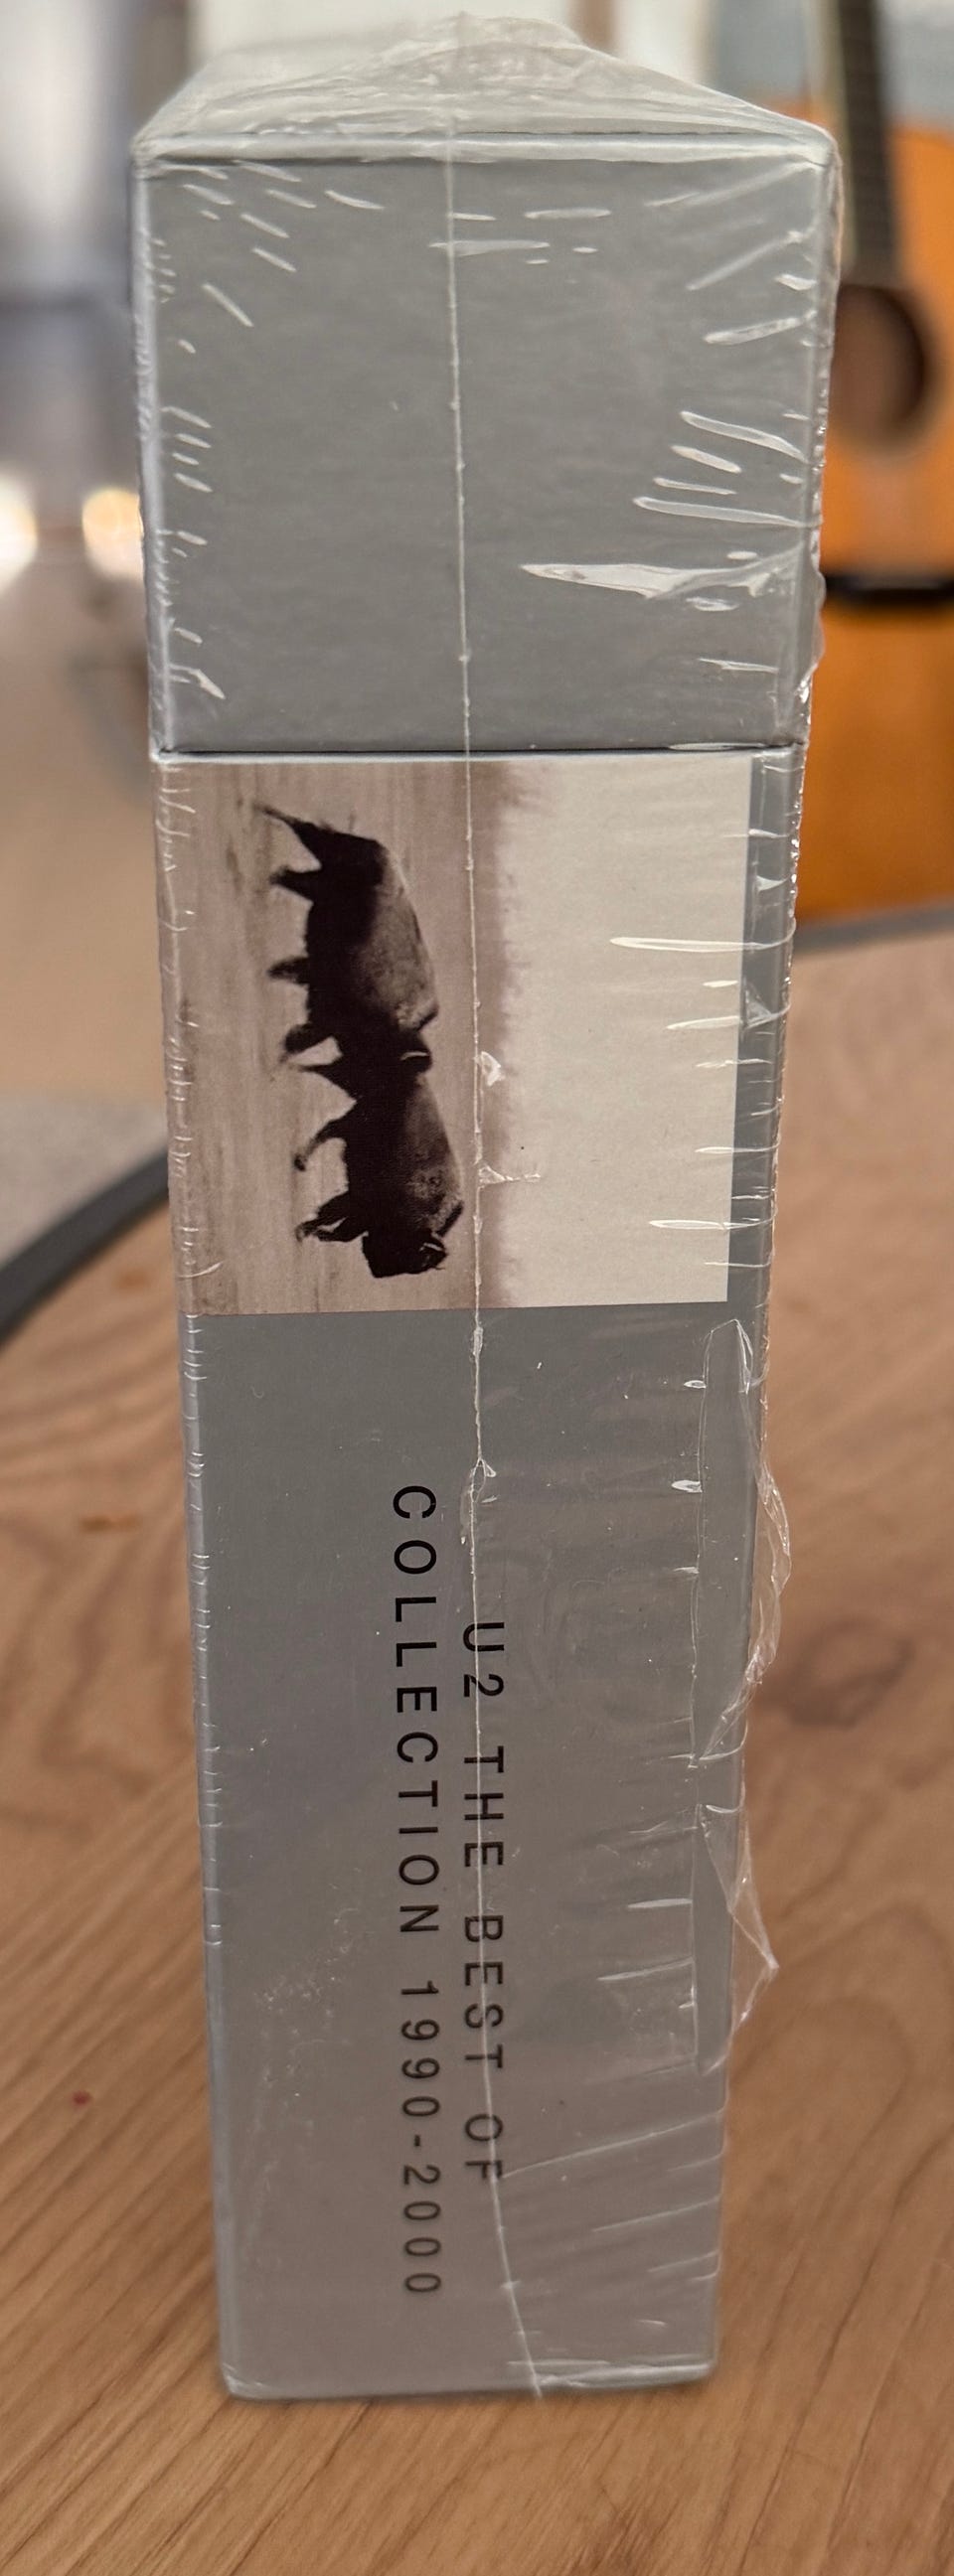 U2 THE BEST OF
COLLECTION 1990-2000